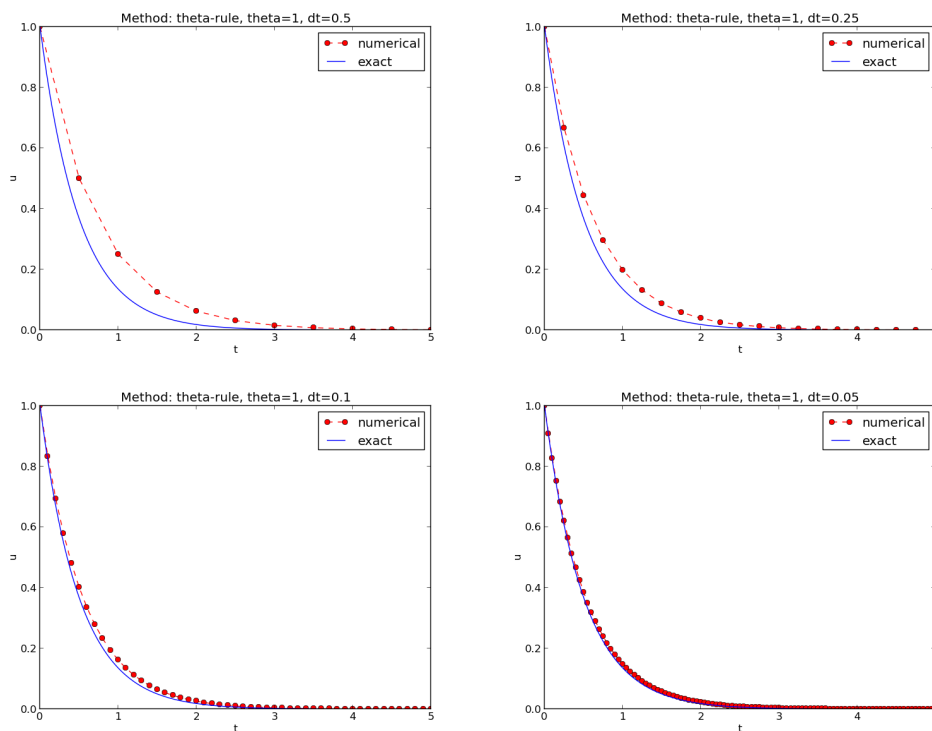 Method: theta-rule, theta=1, dt=0.5
numerical
exact
1.0
0.8
0.6
0.4
0.2
0.0
u
0 1 2 3 4 5
t
Method: theta-rule, theta=1, dt=0.25
numerical
exact
1.0
0.8
0.6
0.4
0.2
0.0
u
0 1 2 3 4
t
Method: theta-rule, theta=1, dt=0.1
numerical
exact
1.0
0.8
0.6
0.4
0.2
0.0
u
0 1 2 3 4 5
t
Method: theta-rule, theta=1, dt=0.05
numerical
exact
1.0
0.8
0.6
0.4
0.2
0.0
u
0 1 2 3 4
t